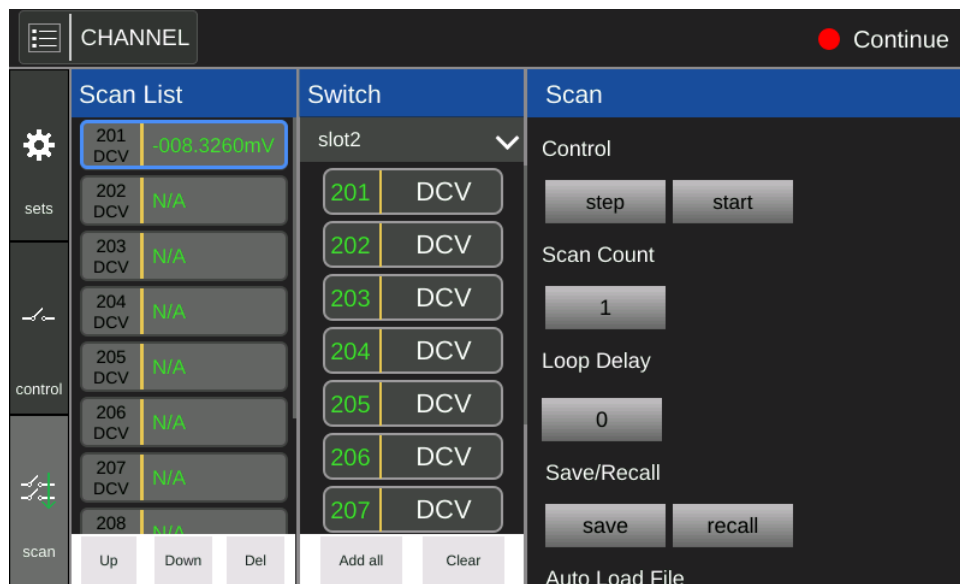 CHANNEL
Continue
sets
control
scan
Scan List
201
DCV
-008.3260mV
202
DCV
N/A
203
DCV
N/A
204
DCV
N/A
205
DCV
N/A
206
DCV
N/A
207
DCV
N/A
208
N/A
Up Down Del
Switch
slot2
201 DCV
202 DCV
203 DCV
204 DCV
205 DCV
206 DCV
207 DCV
Add all Clear
Scan
Control
step start
Scan Count
1
Loop Delay
0
Save/Recall
save recall
Auto Load File